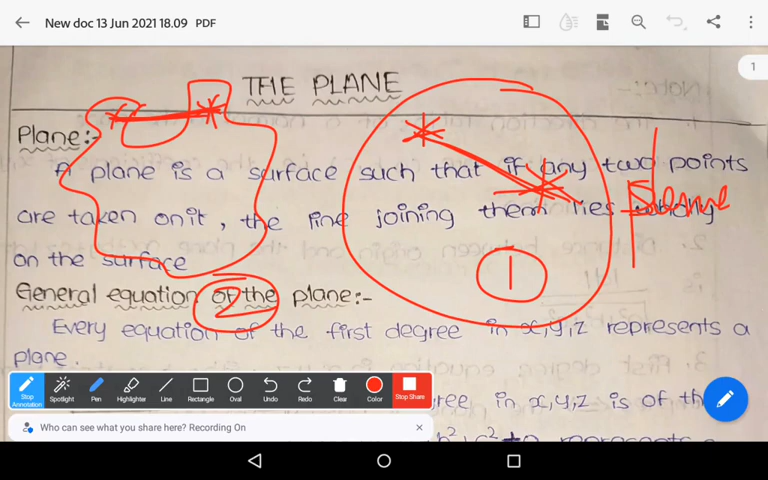 New doc 13 Jun 2021 18.09 PDF
1
THE PLANE
Plane:-
A plane is a surface such that if any two points
are taken on it, the line joining them lies wholly
Plane
on the surface
1
General equation of the plane:-
2
Every equation of the first degree in x,y,z represents a
plane.
ree in x,y,z is of th
Stop Annotation Spotlight Pen Highlighter Line Rectangle Oval Undo Redo Clear Color Stop Share
Who can see what you share here? Recording On